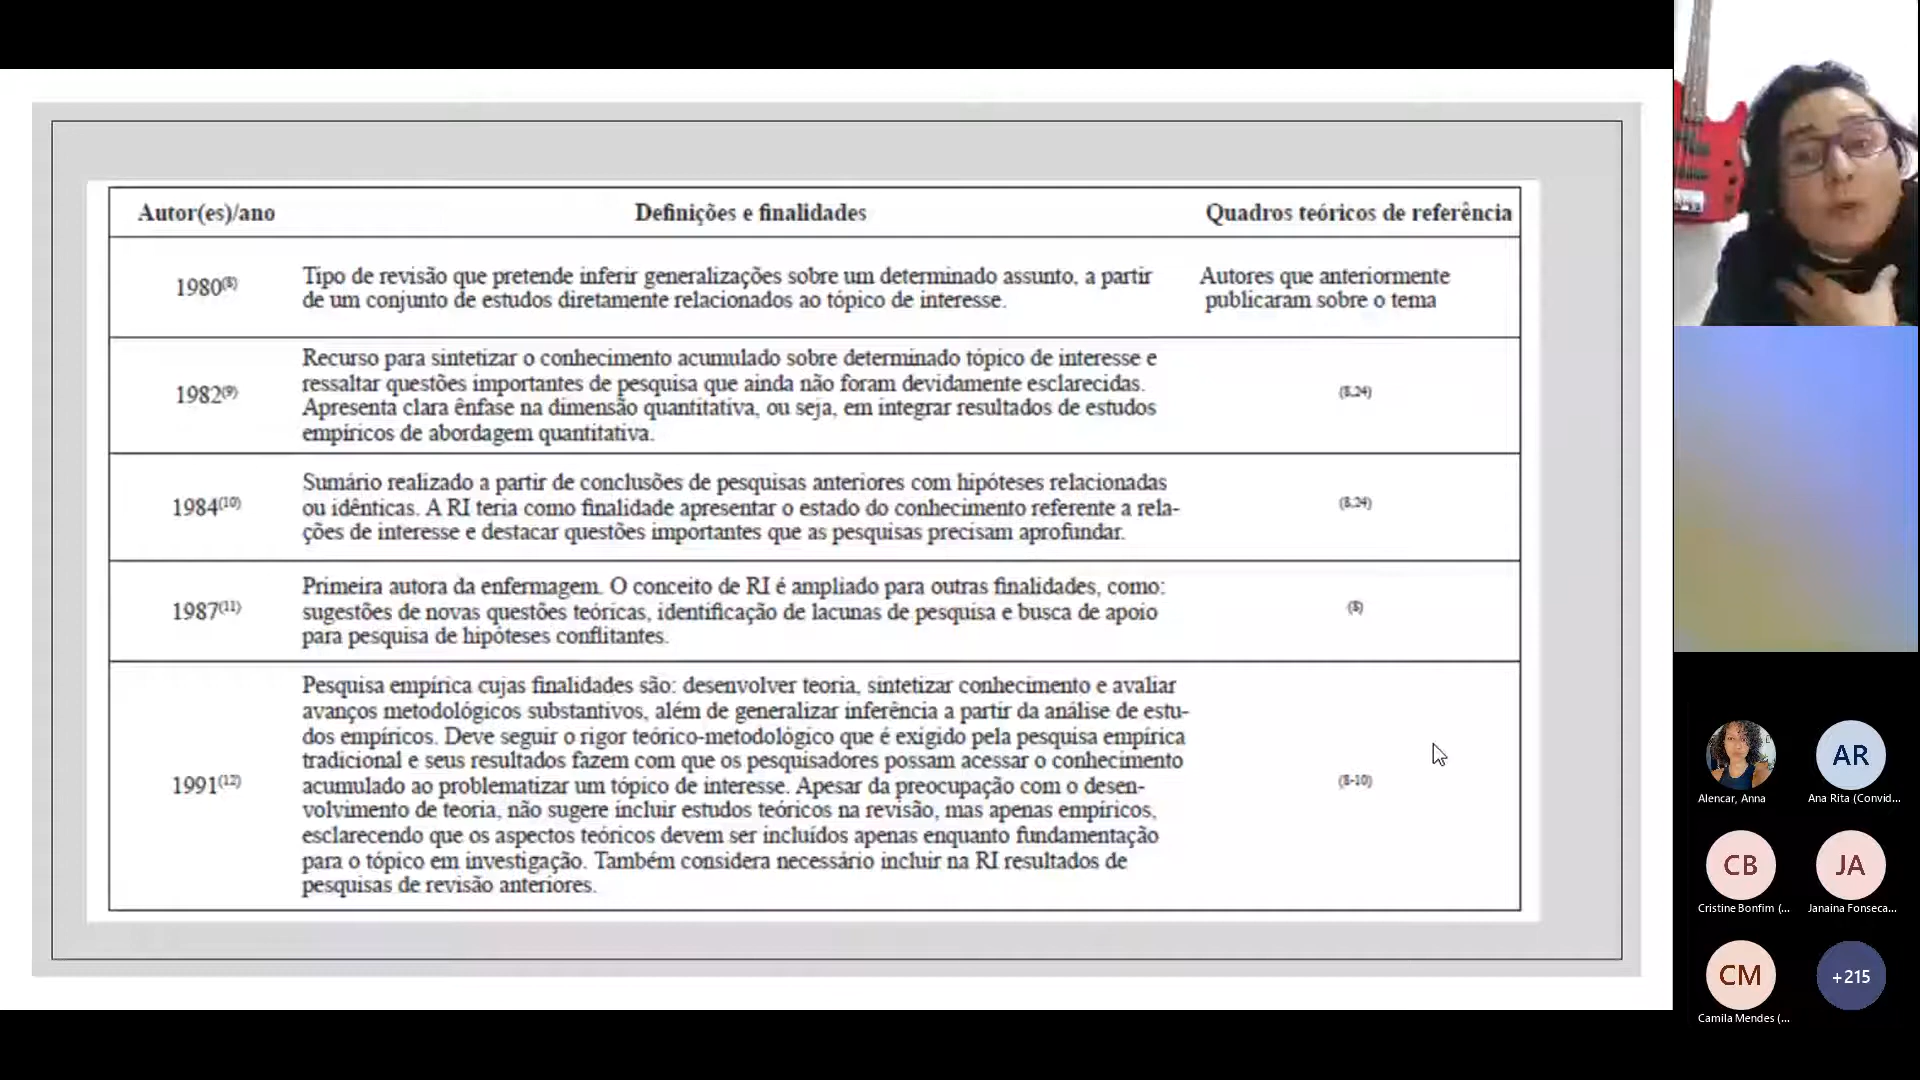 Autor(es)/ano
Definições e finalidades
Quadros teóricos de referência
1980(8)
Tipo de revisão que pretende inferir generalizações sobre um determinado assunto, a partir
de um conjunto de estudos diretamente relacionados ao tópico de interesse.
Autores que anteriormente
publicaram sobre o tema
1982(9)
Recurso para sintetizar o conhecimento acumulado sobre determinado tópico de interesse e
ressaltar questões importantes de pesquisa que ainda não foram devidamente esclarecidas.
Apresenta clara ênfase na dimensão quantitativa, ou seja, em integrar resultados de estudos
empíricos de abordagem quantitativa.
(8,24)
1984(10)
Sumário realizado a partir de conclusões de pesquisas anteriores com hipóteses relacionadas
ou idênticas. A RI teria como finalidade apresentar o estado do conhecimento referente a rela-
ções de interesse e destacar questões importantes que as pesquisas precisam aprofundar.
(8,24)
1987(11)
Primeira autora da enfermagem. O conceito de RI é ampliado para outras finalidades, como:
sugestões de novas questões teóricas, identificação de lacunas de pesquisa e busca de apoio
para pesquisa de hipóteses conflitantes.
(8)
1991(12)
Pesquisa empírica cujas finalidades são: desenvolver teoria, sintetizar conhecimento e avaliar
avanços metodológicos substantivos, além de generalizar inferência a partir da análise de estu-
dos empíricos. Deve seguir o rigor teórico-metodológico que é exigido pela pesquisa empírica
tradicional e seus resultados fazem com que os pesquisadores possam acessar o conhecimento
acumulado ao problematizar um tópico de interesse. Apesar da preocupação com o desen-
volvimento de teoria, não sugere incluir estudos teóricos na revisão, mas apenas empíricos,
esclarecendo que os aspectos teóricos devem ser incluídos apenas enquanto fundamentação
para o tópico em investigação. Também considera necessário incluir na RI resultados de
pesquisas de revisão anteriores.
(8-10)
AR
Alencar, Anna
Ana Rita (Convid...
CB
JA
Cristine Bonfim (...
Janaina Fonseca...
CM
+215
Camila Mendes (...